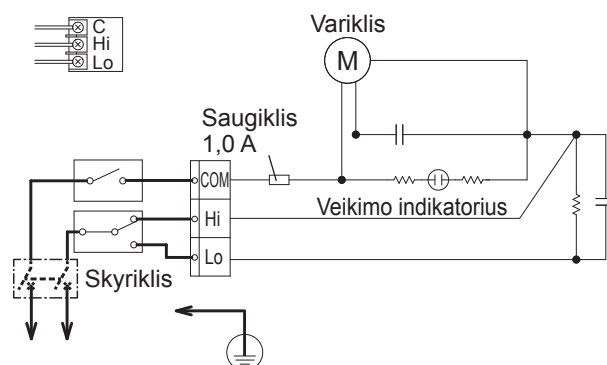 C
Hi
Lo
Variklis
M
Saugiklis
1,0 A
COM
Hi
Lo
Veikimo indikatorius
Skyriklis